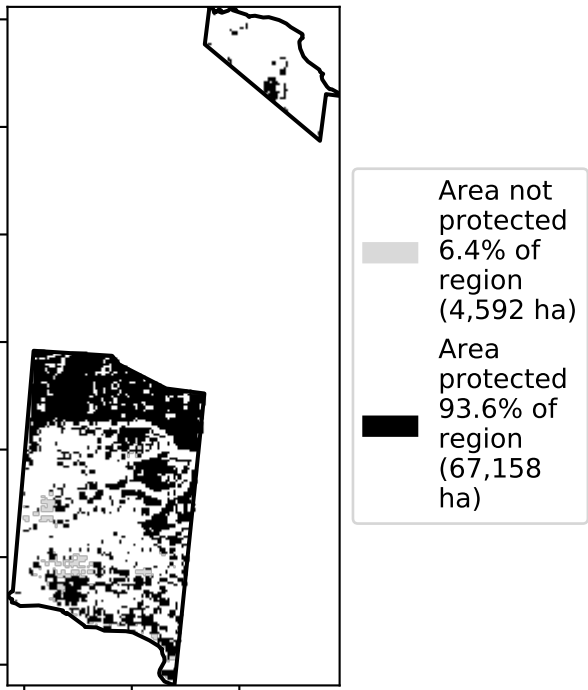 Area not
protected
6.4% of
region
(4,592 ha)
Area
protected
93.6% of
region
(67,158
ha)